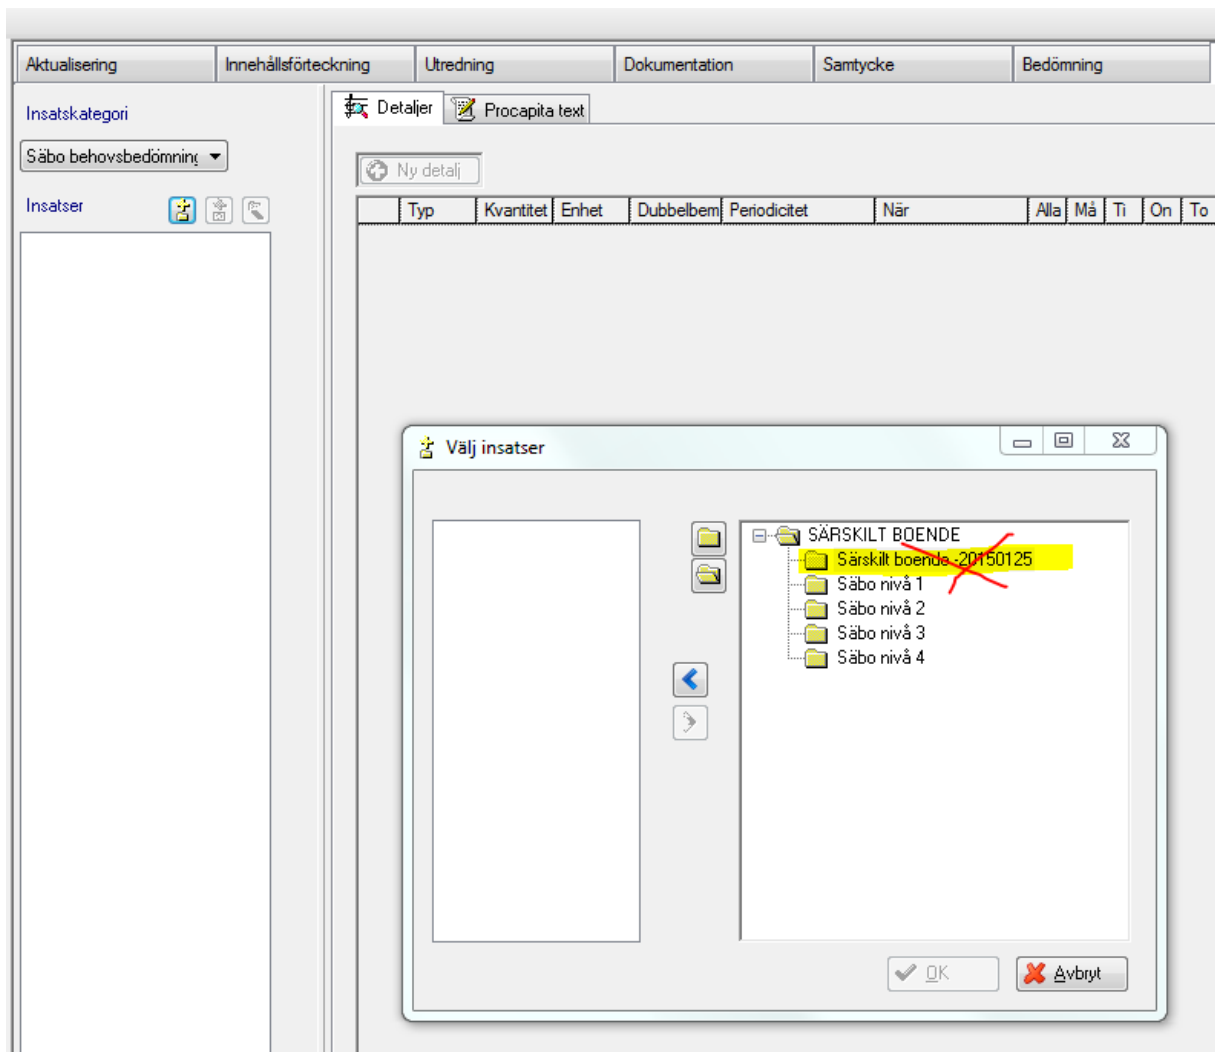 Aktualisering Innehållsförteckning Utredning Dokumentation Samtycke Bedömning
Insatskategori
Detaljer Procapita text
Säbo behovsbedömning
Ny detalj
Insatser
Typ Kvantitet Enhet Dubbelbem Periodicitet När Alla Må Ti On To
Välj insatser
SÄRSKILT BOENDE
Särskilt boende -20150125
Säbo nivå 1
Säbo nivå 2
Säbo nivå 3
Säbo nivå 4
OK Avbryt